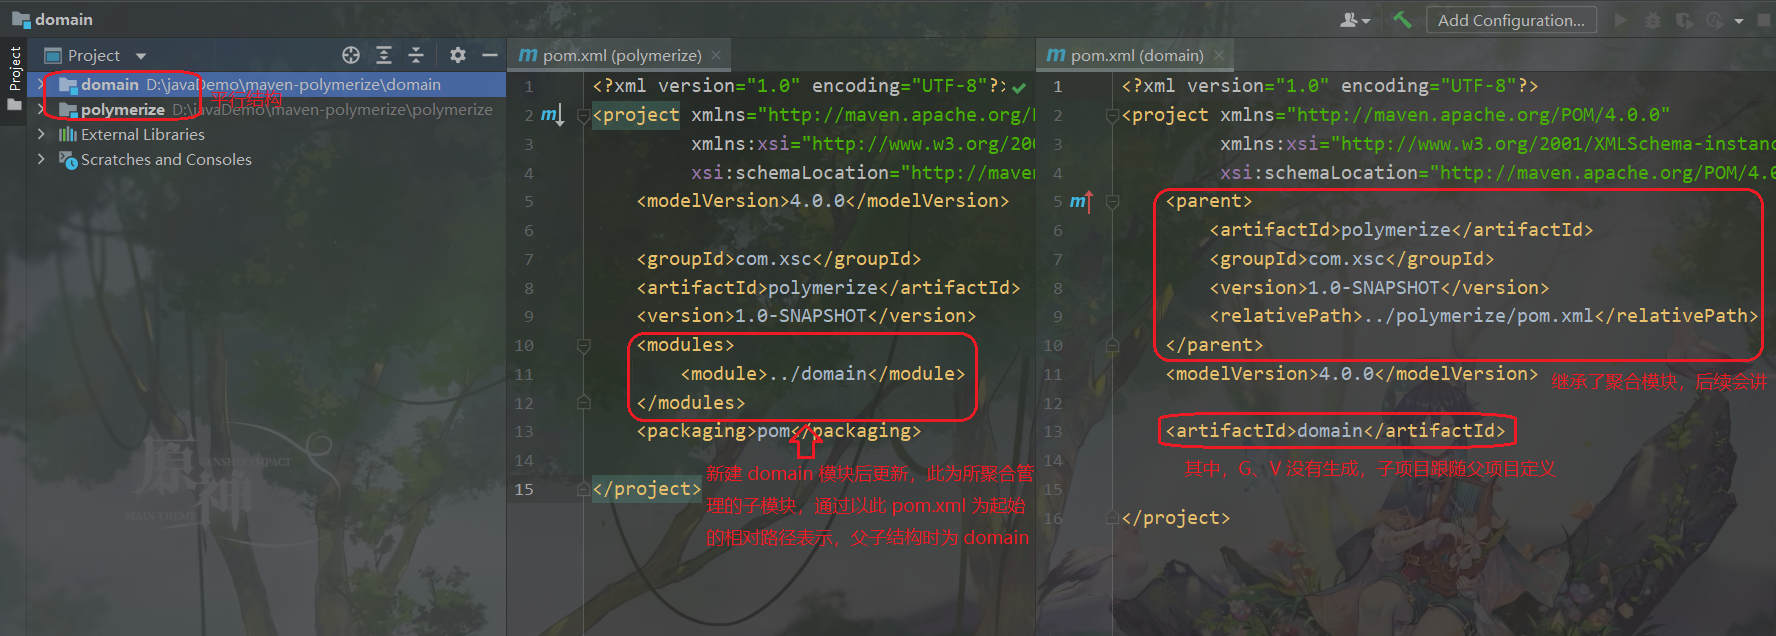 domain
Add Configuration...
Project
Project
domain D:\javaDemo\maven-polymerize\domain
平行结构
polymerize D:\javaDemo\maven-polymerize\polymerize
External Libraries
Scratches and Consoles
原神
GENSHIN IMPACT
MAIN THEME
pom.xml (polymerize)
1 <?xml version="1.0" encoding="UTF-8"?>
2 <project xmlns="http://maven.apache.org/
3 xmlns:xsi="http://www.w3.org/200
4 xsi:schemaLocation="http://maven
5 <modelVersion>4.0.0</modelVersion>
6
7 <groupId>com.xsc</groupId>
8 <artifactId>polymerize</artifactId>
9 <version>1.0-SNAPSHOT</version>
10 <modules>
11 <module>../domain</module>
12 </modules>
13 <packaging>pom</packaging>
14
15 </project>
新建 domain 模块后更新，此为所聚合管
理的子模块，通过以此 pom.xml 为起始
的相对路径表示，父子结构时为 domain
pom.xml (domain)
1 <?xml version="1.0" encoding="UTF-8"?>
2 <project xmlns="http://maven.apache.org/POM/4.0.0"
3 xmlns:xsi="http://www.w3.org/2001/XMLSchema-instanc
4 xsi:schemaLocation="http://maven.apache.org/POM/4.0
5 <parent>
6 <artifactId>polymerize</artifactId>
7 <groupId>com.xsc</groupId>
8 <version>1.0-SNAPSHOT</version>
9 <relativePath>../polymerize/pom.xml</relativePath>
10 </parent>
11 <modelVersion>4.0.0</modelVersion>
继承了聚合模块，后续会讲
12
13 <artifactId>domain</artifactId>
其中，G、V 没有生成，子项目跟随父项目定义
14
15
16 </project>